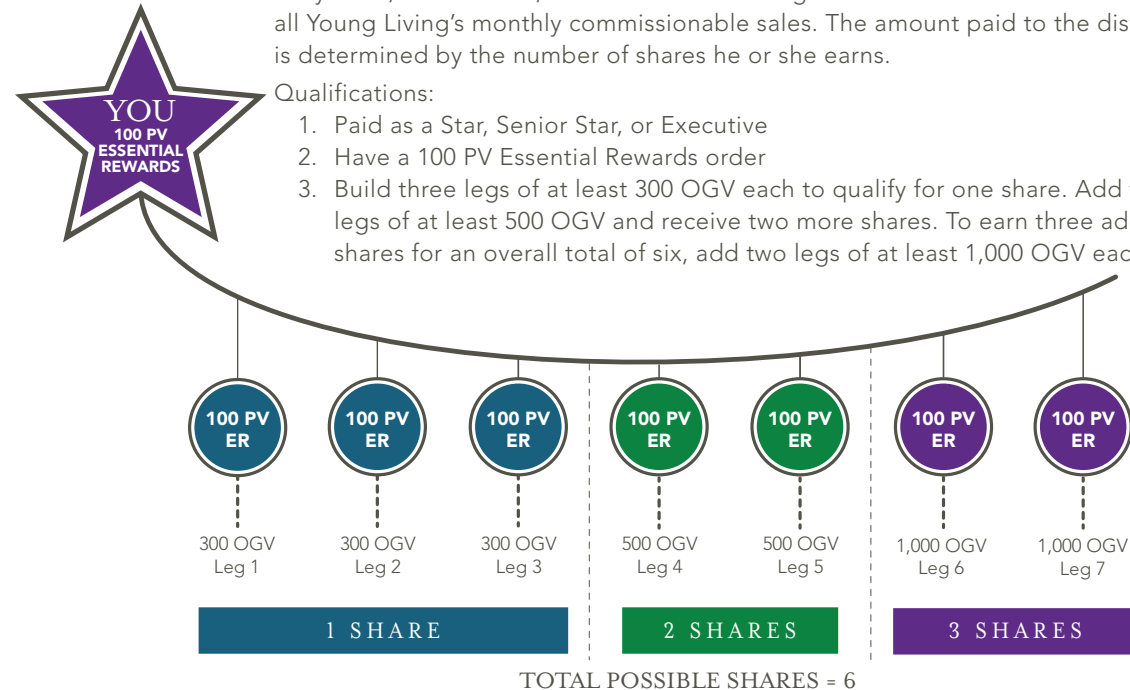 all Young Living's monthly commissionable sales. The amount paid to the dis
is determined by the number of shares he or she earns.
YOU
100 PV
ESSENTIAL
REWARDS
Qualifications:
1. Paid as a Star, Senior Star, or Executive
2. Have a 100 PV Essential Rewards order
3. Build three legs of at least 300 OGV each to qualify for one share. Add
legs of at least 500 OGV and receive two more shares. To earn three ad
shares for an overall total of six, add two legs of at least 1,000 OGV eac
100 PV
ER
100 PV
ER
100 PV
ER
100 PV
ER
100 PV
ER
100 PV
ER
100 PV
ER
300 OGV
Leg 1
300 OGV
Leg 2
300 OGV
Leg 3
500 OGV
Leg 4
500 OGV
Leg 5
1,000 OGV
Leg 6
1,000 OGV
Leg 7
1 SHARE
2 SHARES
3 SHARES
TOTAL POSSIBLE SHARES = 6